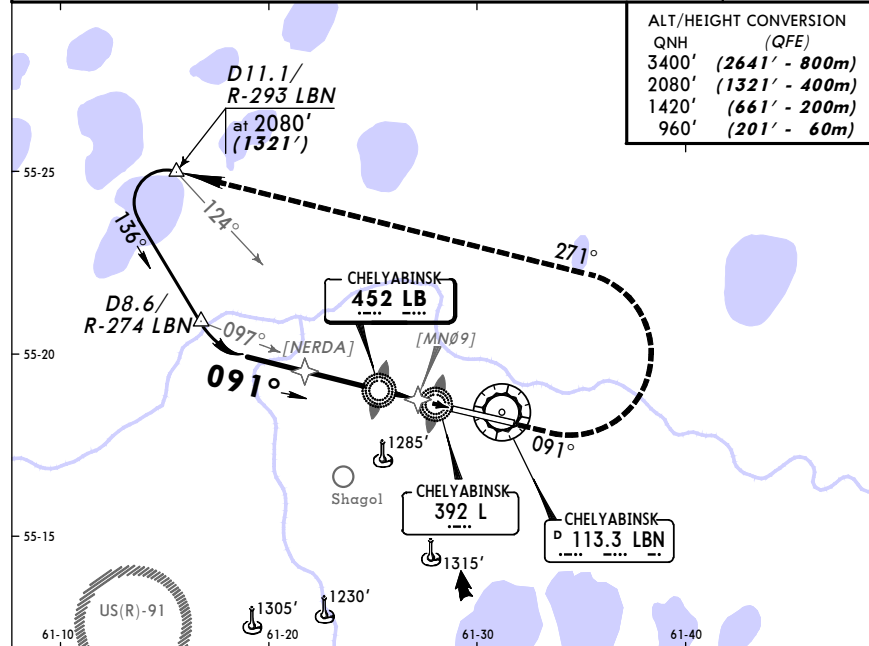 ALT/HEIGHT CONVERSION
QNH (QFE)
3400' (2641' - 800m)
2080' (1321' - 400m)
1420' (661' - 200m)
960' (201' - 60m)
D11.1/
R-293 LBN
at 2080'
(1321')
55-25
124°
136°
271°
CHELYABINSK
452 LB
D8.6/
R-274 LBN
097°
[NERDA]
[MNØ9]
55-20
091°
091°
1285'
Shagol
CHELYABINSK
392 L
CHELYABINSK
D 113.3 LBN
55-15
1315'
US(R)-91
1305'
1230'
61-10
61-20
61-30
61-40